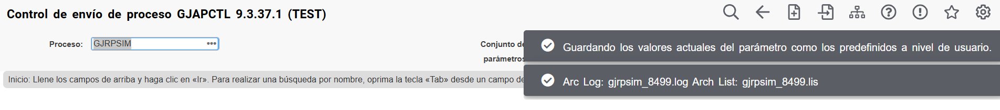 Control de envío de proceso GJAPCTL 9.3.37.1 (TEST)
Proceso: GJRPSIM •••
Conjunto de
parámetros
Guardando los valores actuales del parámetro como los predefinidos a nivel de usuario.
Inicio: Llene los campos de arriba y haga clic en «Ir». Para realizar una búsqueda por nombre, oprima la tecla «Tab» desde un campo de
Arc Log: gjrpsim_8499.log Arch List: gjrpsim_8499.lis